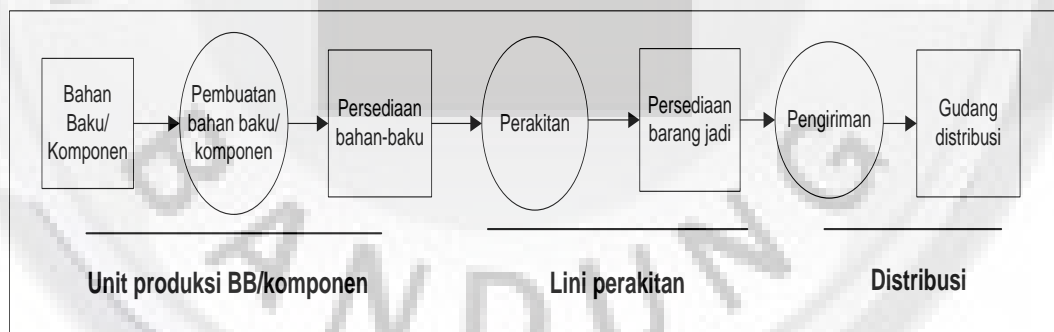 Bahan
Baku/
Komponen
Pembuatan
bahan baku/
komponen
Persediaan
bahan-baku
Perakitan
Persediaan
barang jadi
Pengiriman
Gudang
distribusi
Unit produksi BB/komponen
Lini perakitan
Distribusi
B A N D U N G